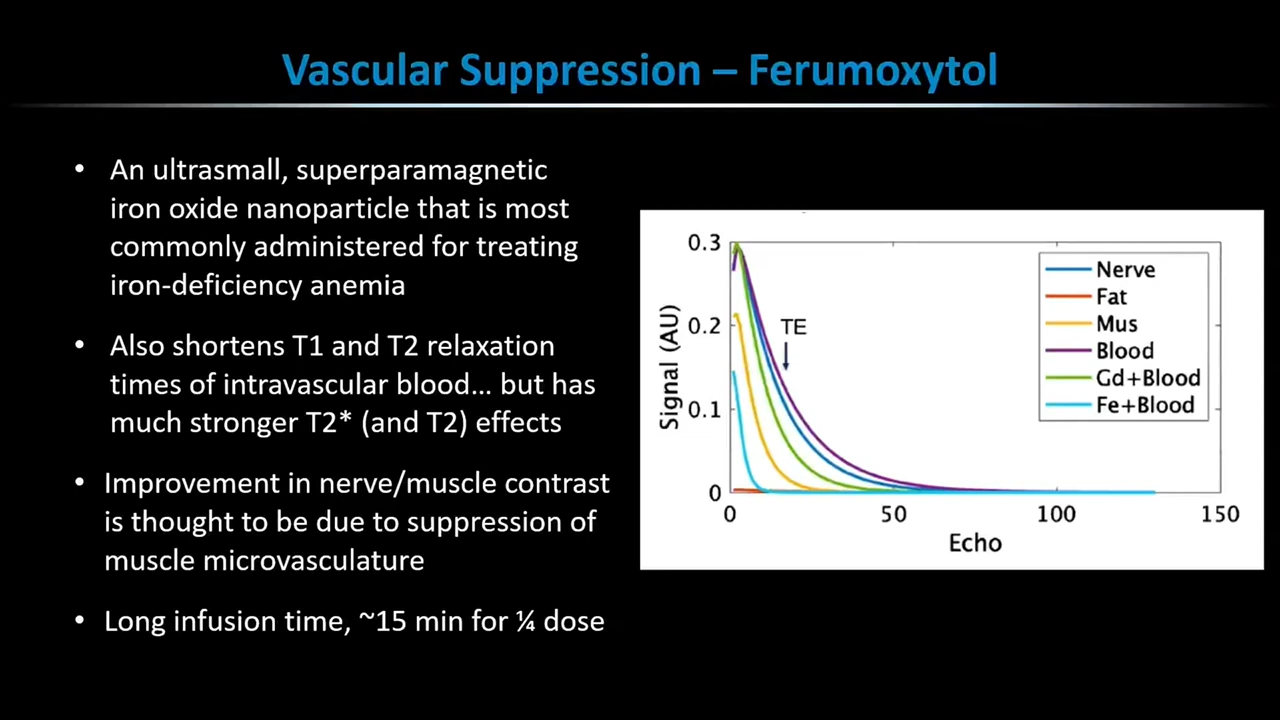 Vascular Suppression – Ferumoxytol
• An ultrasmall, superparamagnetic
iron oxide nanoparticle that is most
commonly administered for treating
iron-deficiency anemia
• Also shortens T1 and T2 relaxation
times of intravascular blood... but has
much stronger T2* (and T2) effects
• Improvement in nerve/muscle contrast
is thought to be due to suppression of
muscle microvasculature
• Long infusion time, ~15 min for ¼ dose
0.3
0.2
0.1
0
Signal (AU)
TE
Nerve
Fat
Mus
Blood
Gd+Blood
Fe+Blood
0 50 100 150
Echo